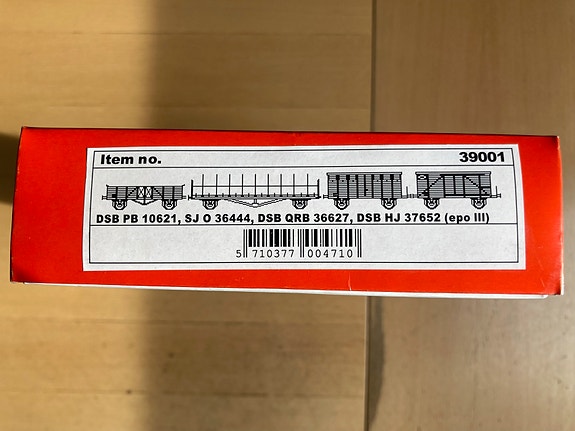 Item no. 39001
DSB PB 10621, SJ O 36444, DSB QRB 36627, DSB HJ 37652 (epo III)
5 710377 004710